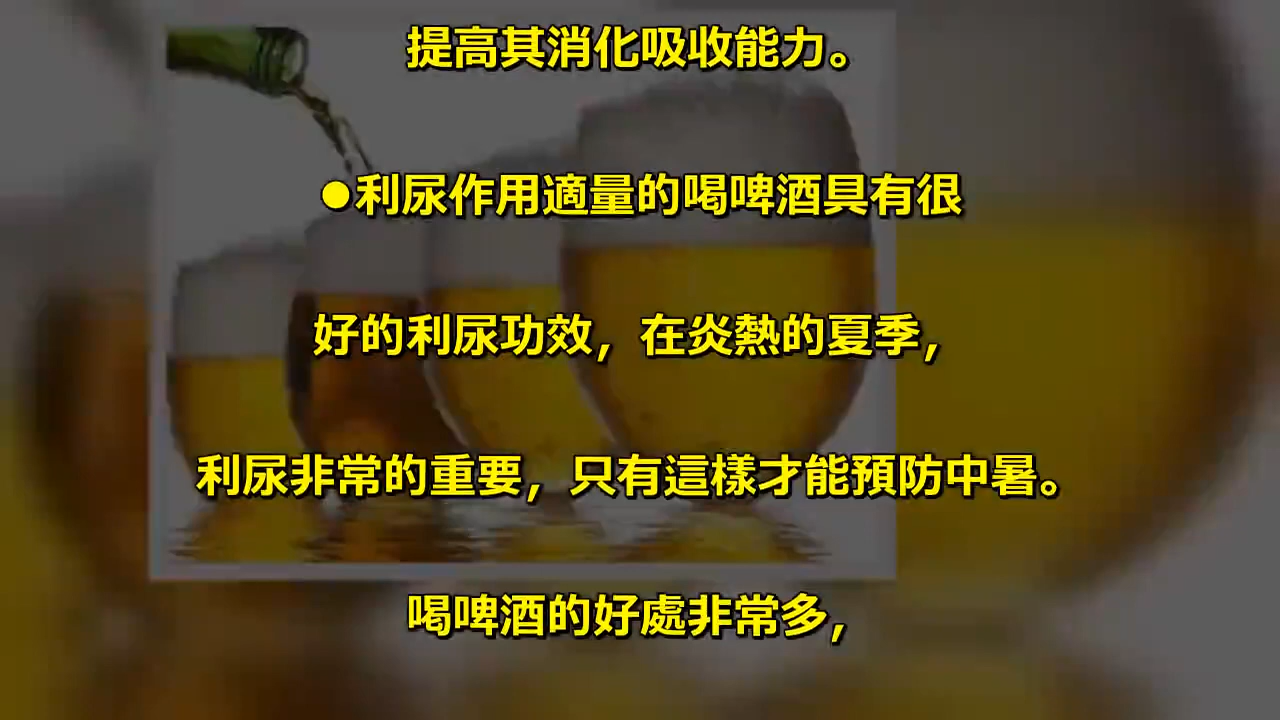 提高其消化吸收能力。
●利尿作用適量的喝啤酒具有很
好的利尿功效，在炎熱的夏季，
利尿非常的重要，只有這樣才能預防中暑。
喝啤酒的好處非常多，